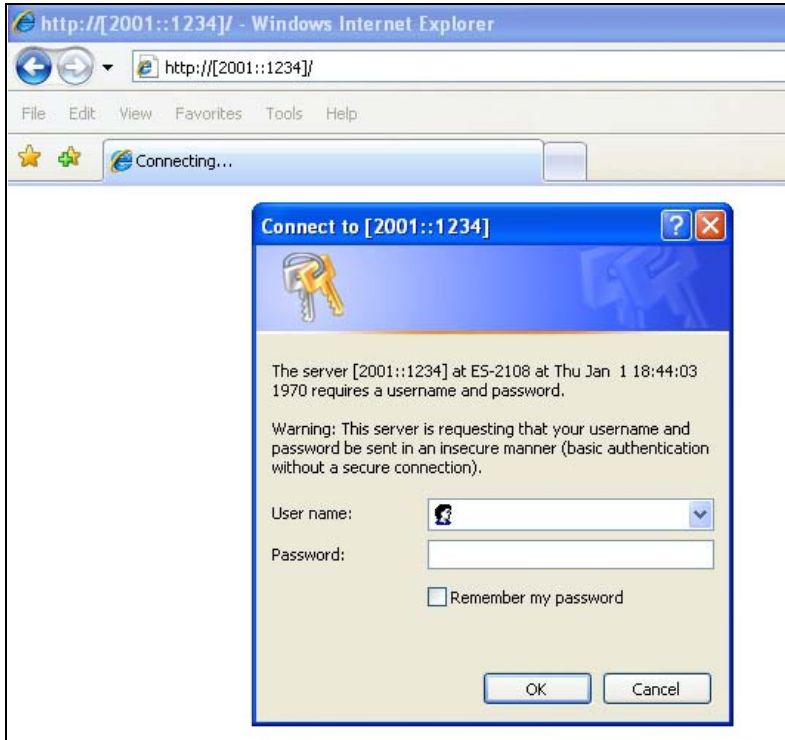 http://[2001::1234]/ - Windows Internet Explorer
http://[2001::1234]/
File Edit View Favorites Tools Help
Connecting...
Connect to [2001::1234]
The server [2001::1234] at ES-2108 at Thu Jan 1 18:44:03
1970 requires a username and password.
Warning: This server is requesting that your username and
password be sent in an insecure manner (basic authentication
without a secure connection).
User name:
Password:
Remember my password
OK Cancel